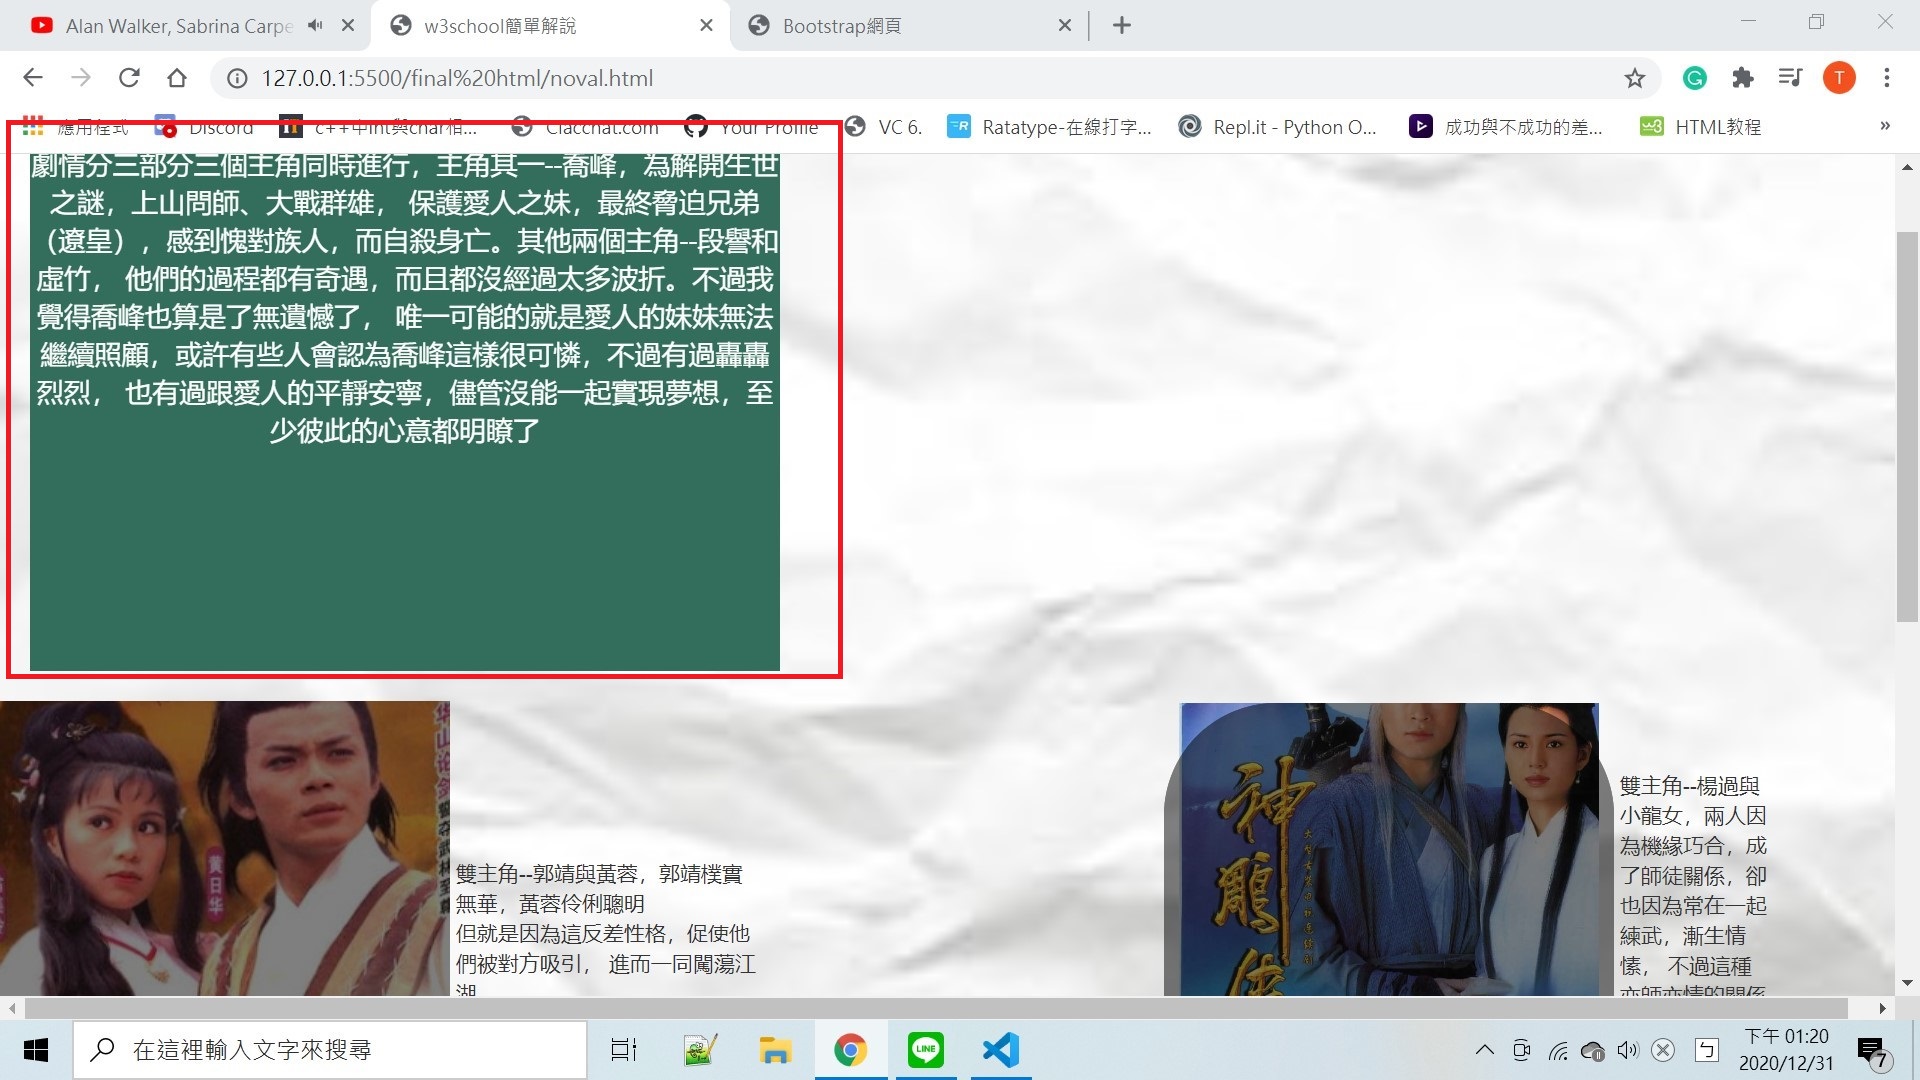 Alan Walker, Sabrina Carpe
w3school簡單解說
Bootstrap網頁
127.0.0.1:5500/final%20html/noval.html
應用程式
Discord
c++中int與char相...
Clacchat.com
Your Profile
VC 6.
Ratatype-在線打字...
Repl.it - Python O...
成功與不成功的差...
HTML教程
劇情分三部分三個主角同時進行，主角其一--喬峰，為解開生世
之謎，上山問師、大戰群雄， 保護愛人之妹，最終脅迫兄弟
（遼皇），感到愧對族人，而自殺身亡。其他兩個主角--段譽和
虛竹， 他們的過程都有奇遇，而且都沒經過太多波折。不過我
覺得喬峰也算是了無遺憾了， 唯一可能的就是愛人的妹妹無法
繼續照顧，或許有些人會認為喬峰這樣很可憐，不過有過轟轟
烈烈， 也有過跟愛人的平靜安寧，儘管沒能一起實現夢想，至
少彼此的心意都明瞭了
华山论剑
黄日华
雙主角--郭靖與黃蓉，郭靖樸實
無華，黃蓉伶俐聰明
但就是因為這反差性格，促使他
們被對方吸引， 進而一同闖蕩江
湖
神鵰俠
雙主角--楊過與
小龍女，兩人因
為機緣巧合，成
了師徒關係，卻
也因為常在一起
練武，漸生情
愫， 不過這種
亦師亦情的關係
在這裡輸入文字來搜尋
LINE
ㄅ
下午 01:20
2020/12/31
7